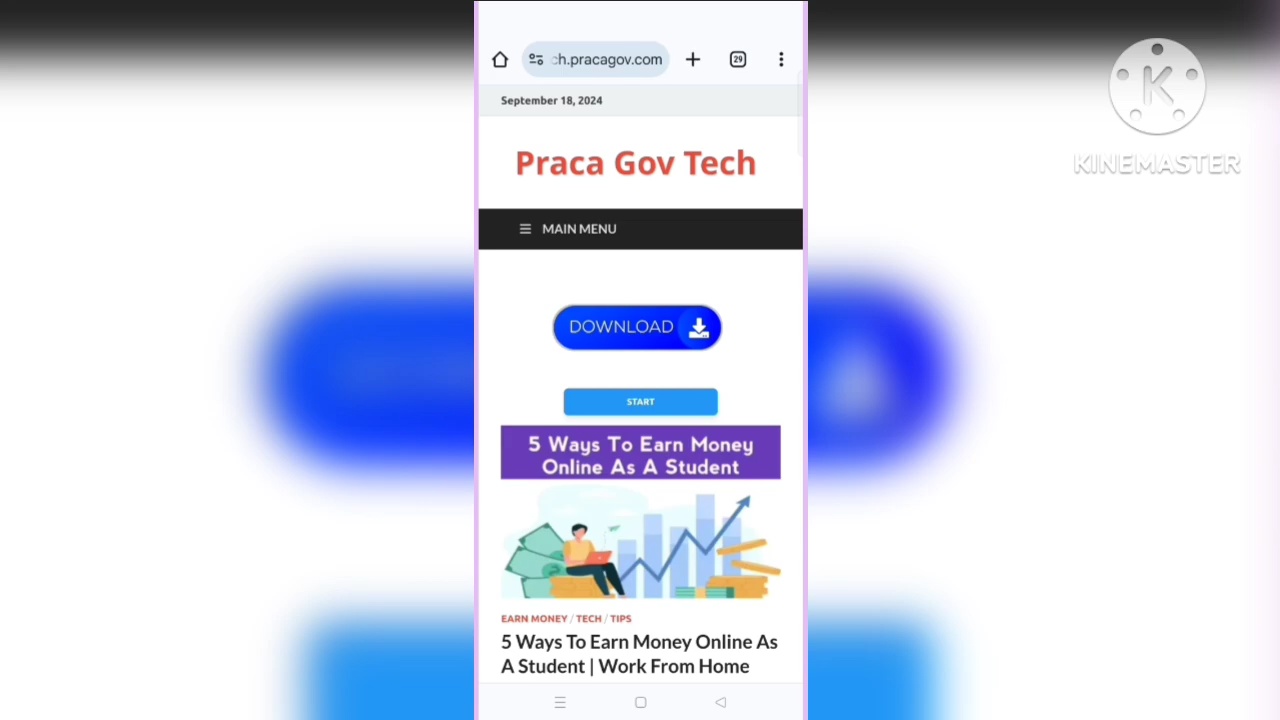 ch.pracagov.com
29
September 18, 2024
Praca Gov Tech
MAIN MENU
DOWNLOAD
START
5 Ways To Earn Money
Online As A Student
EARN MONEY / TECH / TIPS
5 Ways To Earn Money Online As
A Student | Work From Home
K
KINEMASTER